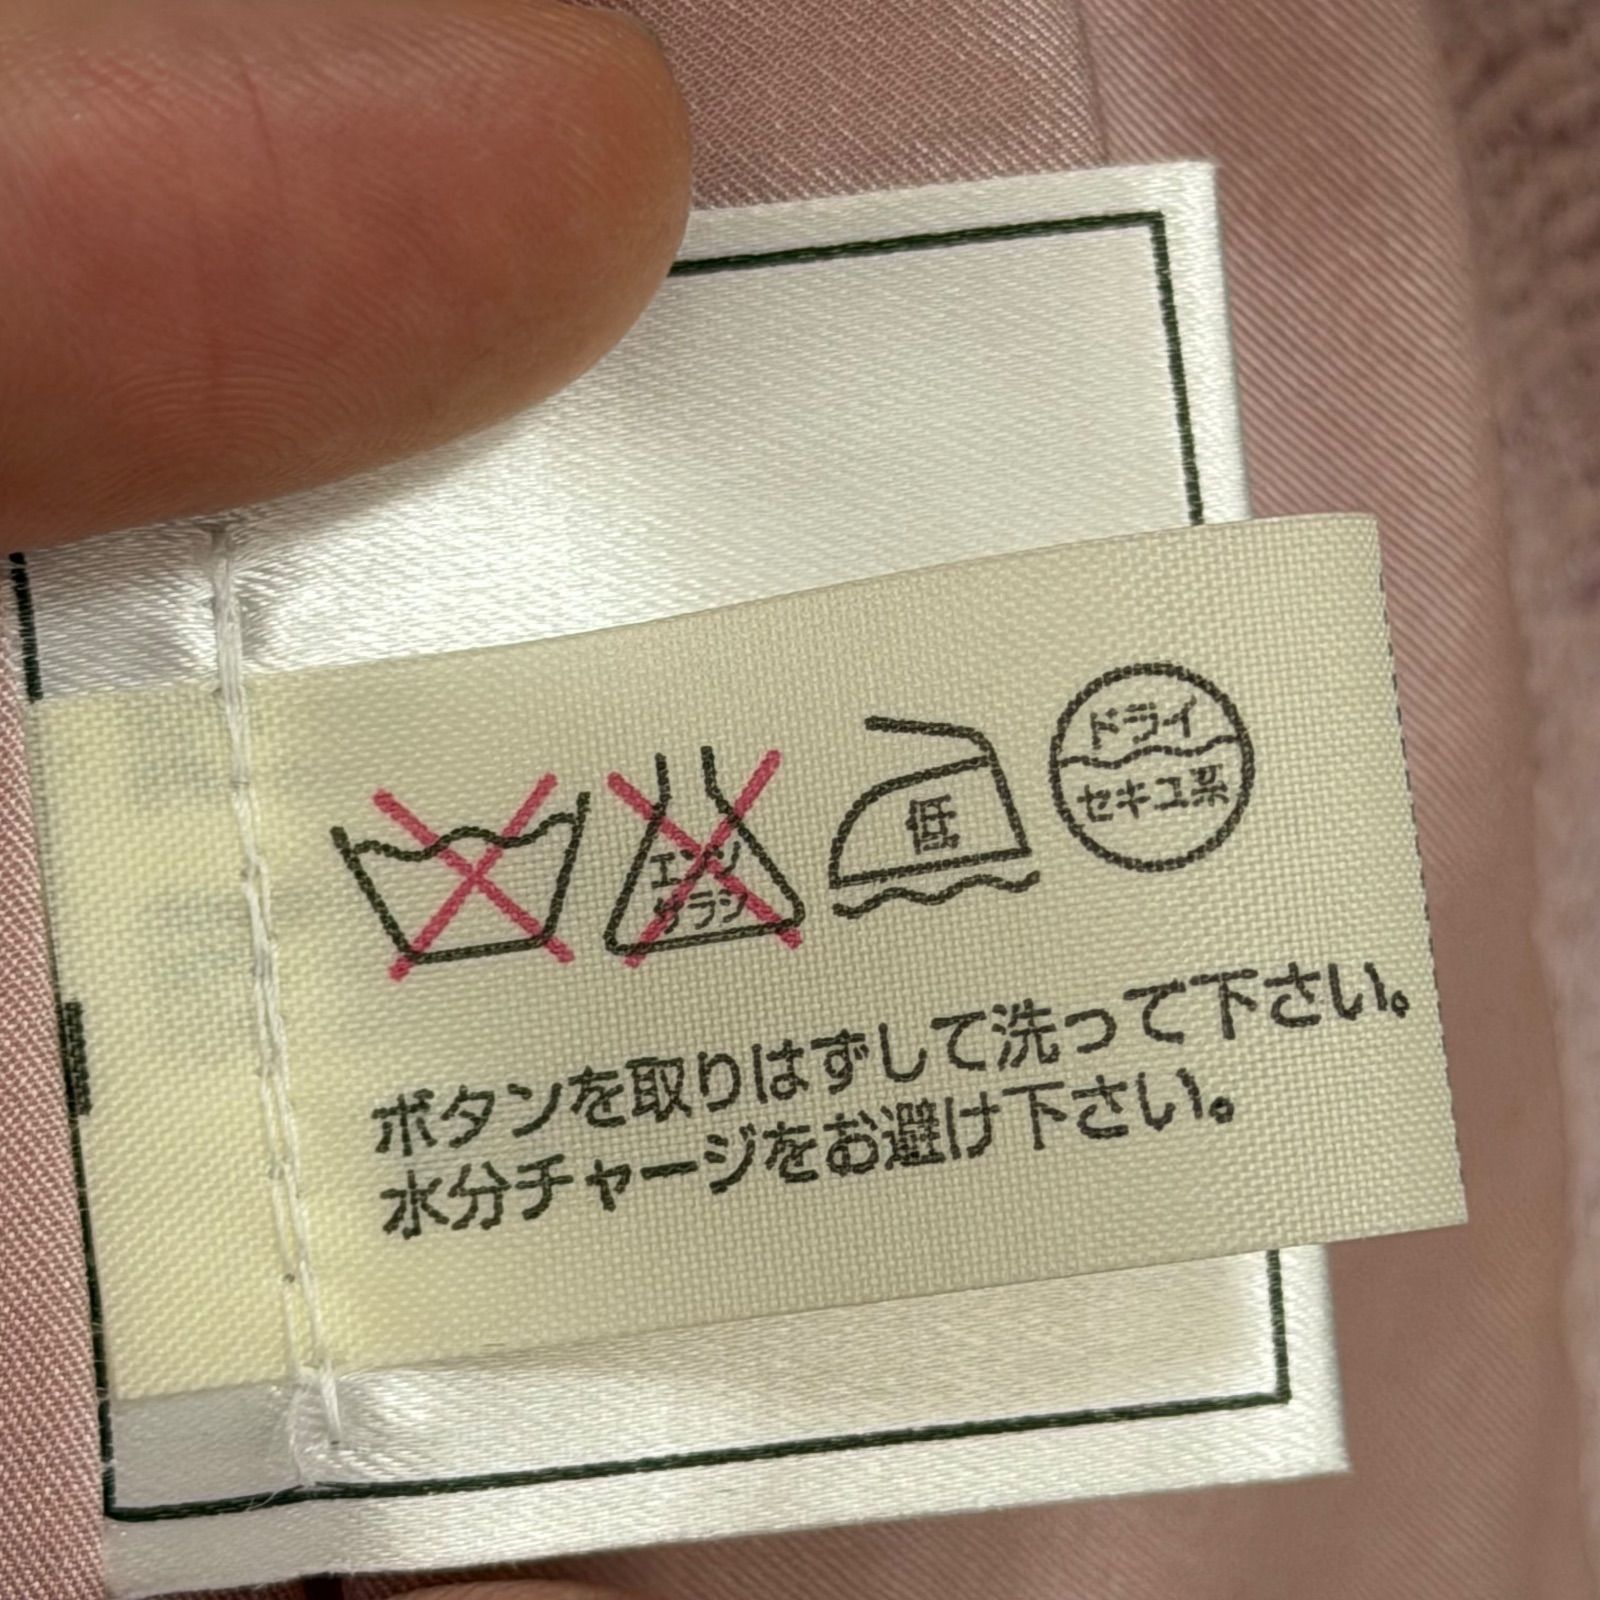 エンソ
サラシ
低
ドライ
セキユ系
ボタンを取りはずして洗って下さい。
水分チャージをお避け下さい。